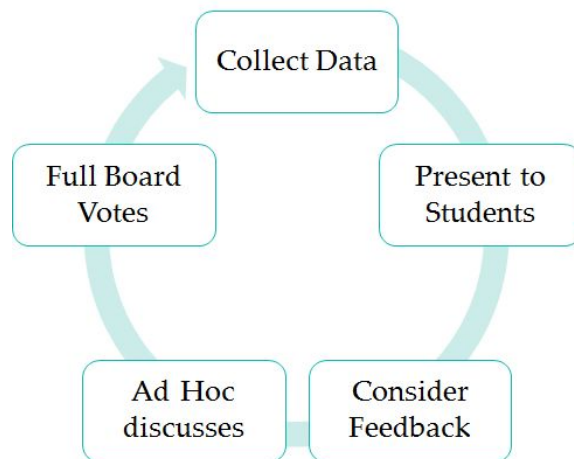 Collect Data
Present to
Students
Consider
Feedback
Ad Hoc
discusses
Full Board
Votes